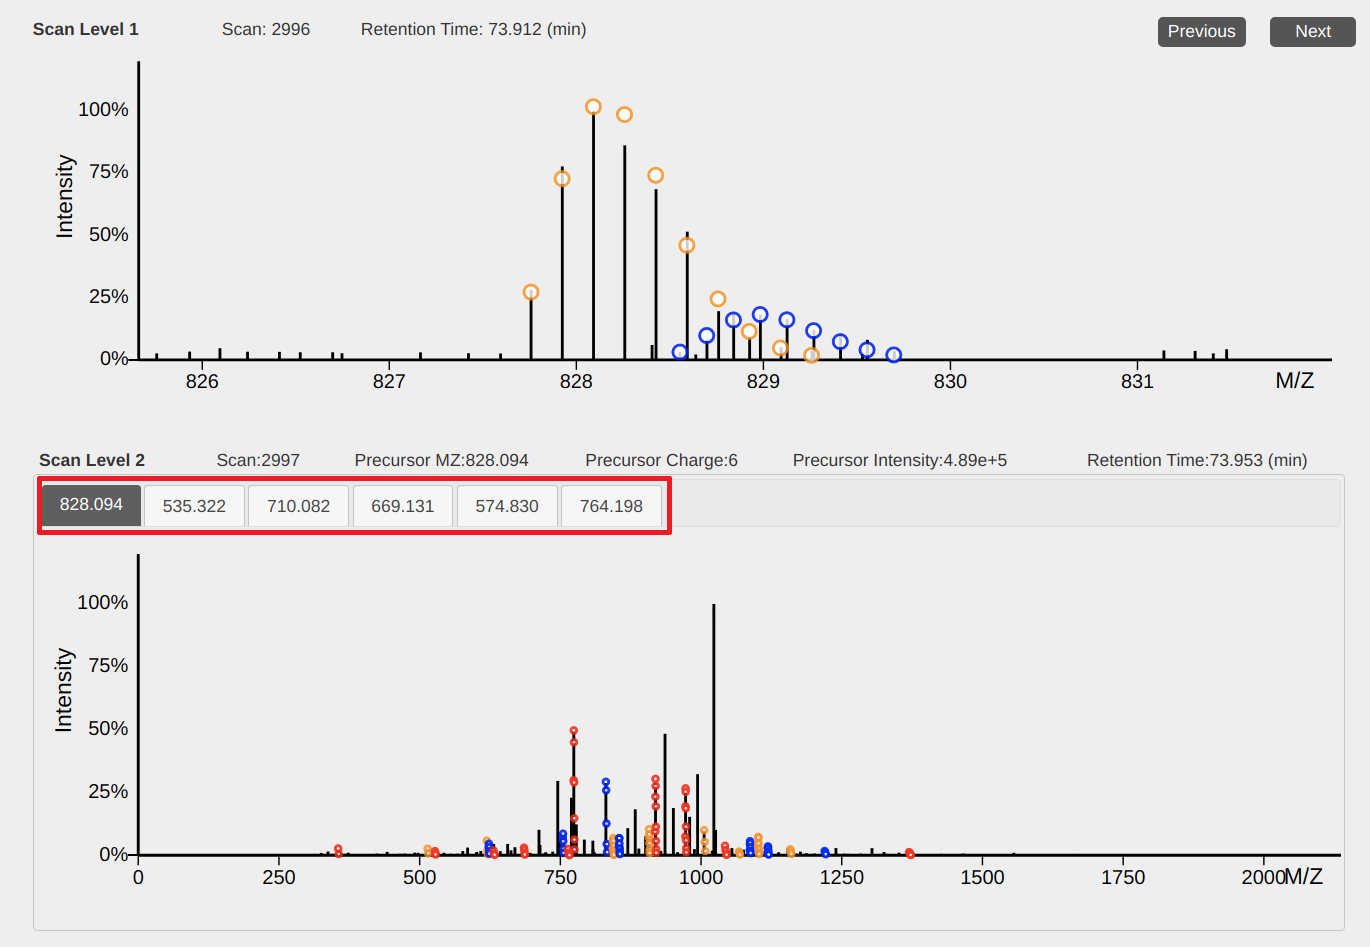 Scan Level 1 Scan: 2996 Retention Time: 73.912 (min) Previous Next
100%
75%
50%
25%
0%
Intensity
826 827 828 829 830 831 M/Z
Scan Level 2 Scan:2997 Precursor MZ:828.094 Precursor Charge:6 Precursor Intensity:4.89e+5 Retention Time:73.953 (min)
828.094 535.322 710.082 669.131 574.830 764.198
100%
75%
50%
25%
0%
Intensity
0 250 500 750 1000 1250 1500 1750 2000 M/Z